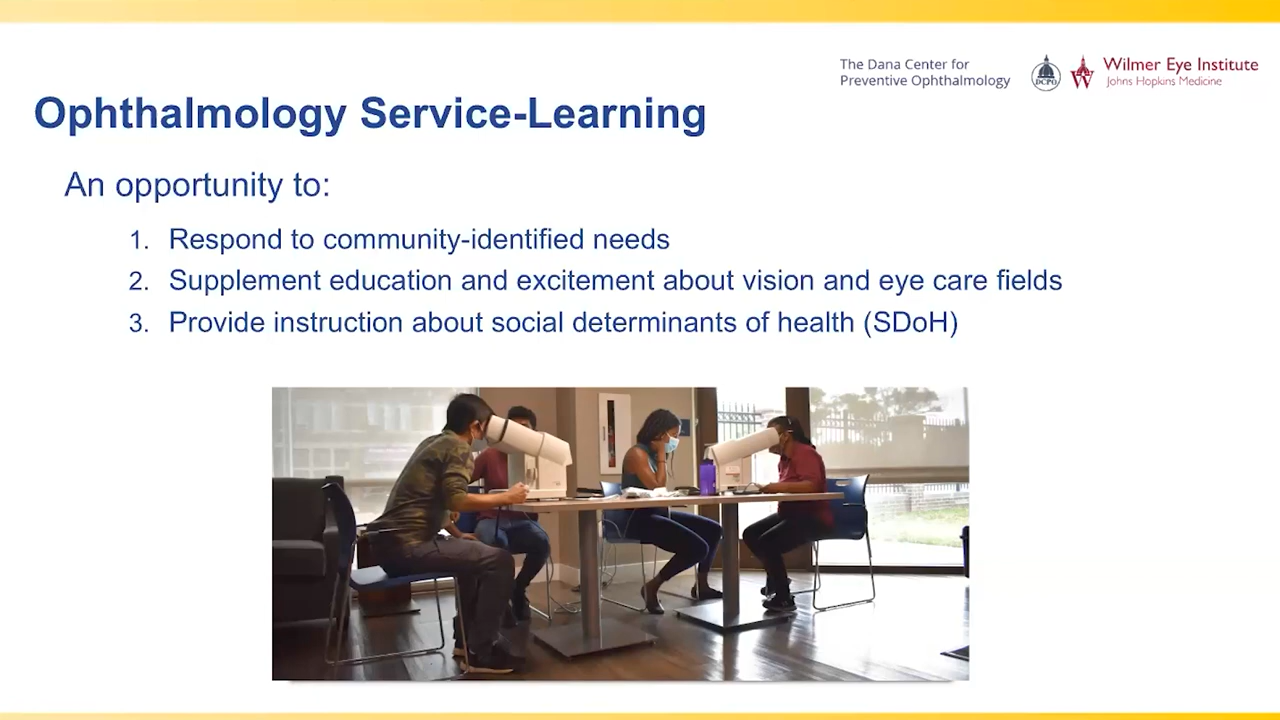 The Dana Center for
Preventive Ophthalmology
DCPO
Wilmer Eye Institute
Johns Hopkins Medicine
Ophthalmology Service-Learning
An opportunity to:
1. Respond to community-identified needs
2. Supplement education and excitement about vision and eye care fields
3. Provide instruction about social determinants of health (SDoH)